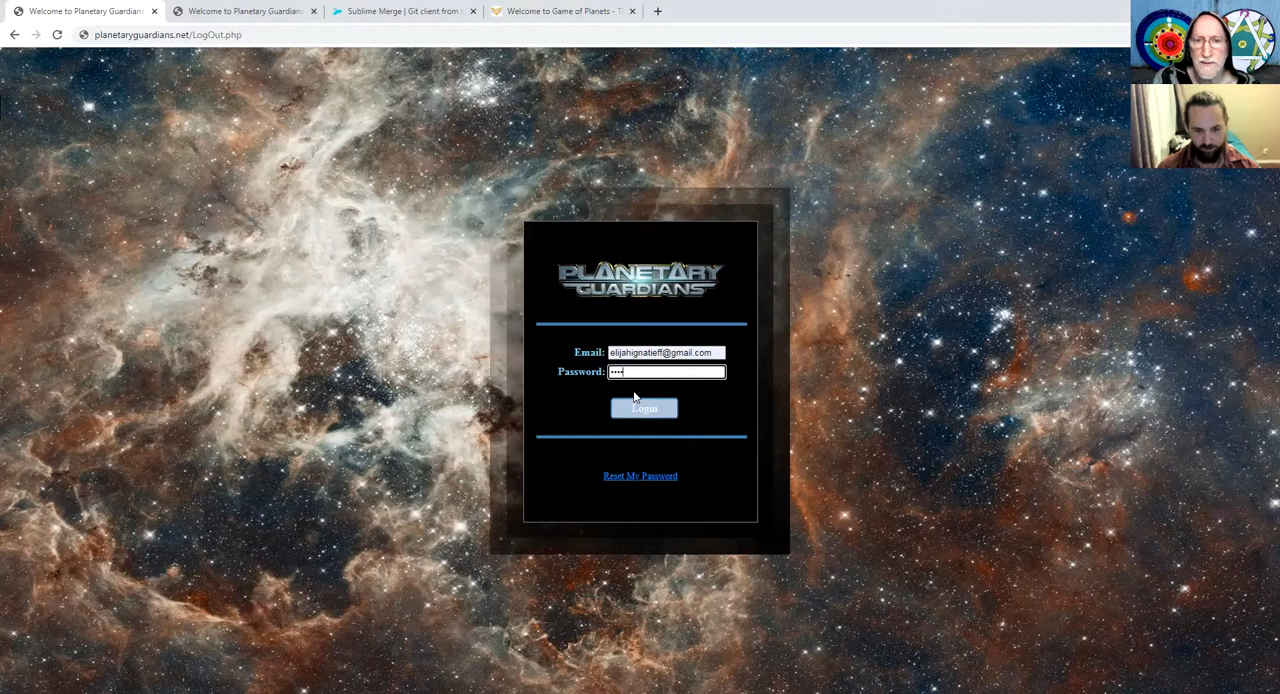 Welcome to Planetary Guardians
Welcome to Planetary Guardians
Sublime Merge | Git client from
Welcome to Game of Planets - Ti
planetaryguardians.net/LogOut.php
PLANETARY
GUARDIANS
Email: elijahignatieff@gmail.com
Password: ••••
Login
Reset My Password